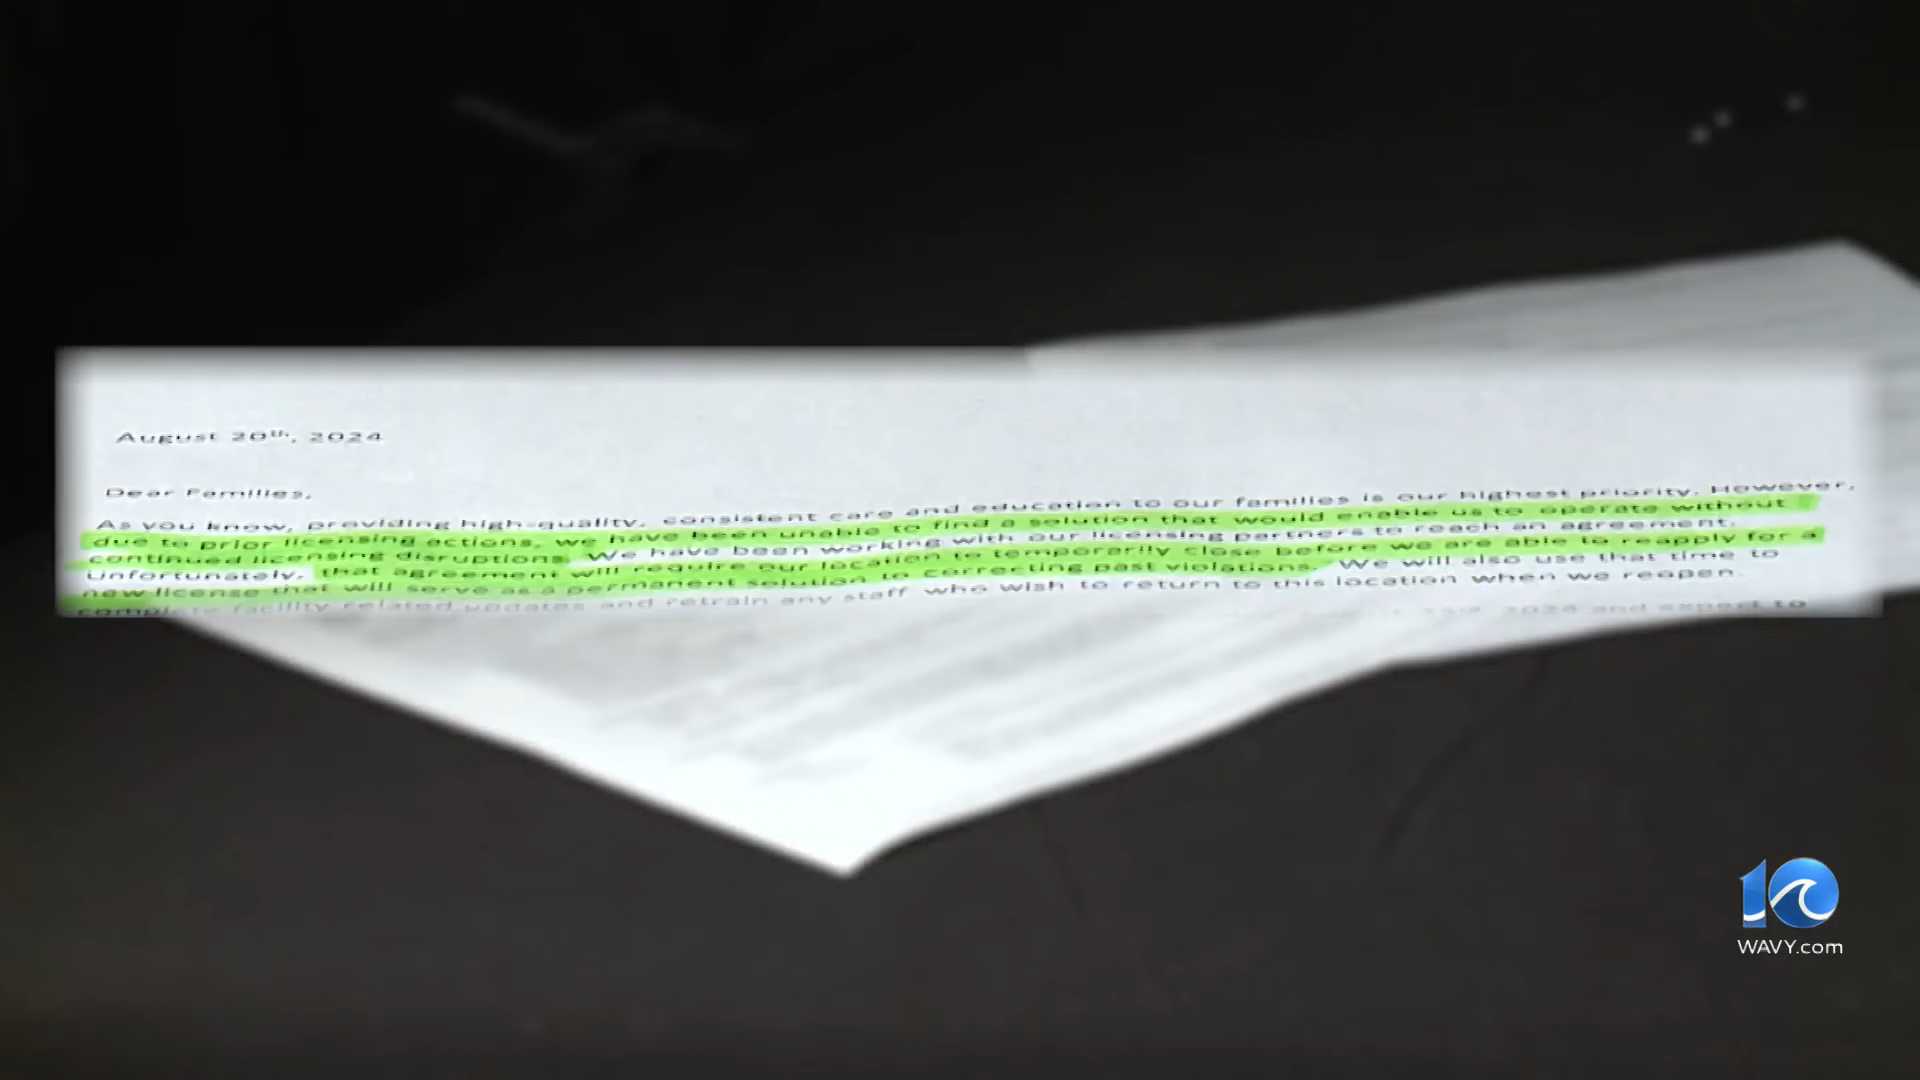 August 20th, 2024
Dear Families,
As you know, providing high-quality, consistent care and education to our families is our highest priority. However,
due to prior licensing actions, we have been unable to find a solution that would enable us to operate without
continued licensing disruptions. We have been working with our licensing partners to reach an agreement.
Unfortunately, that agreement will require our location to temporarily close before we are able to reapply for a
new license that will serve as a permanent solution to correcting past violations. We will also use that time to
complete facility related updates and retrain any staff who wish to return to this location when we reopen.
2024 and expect to
10
WAVY.com